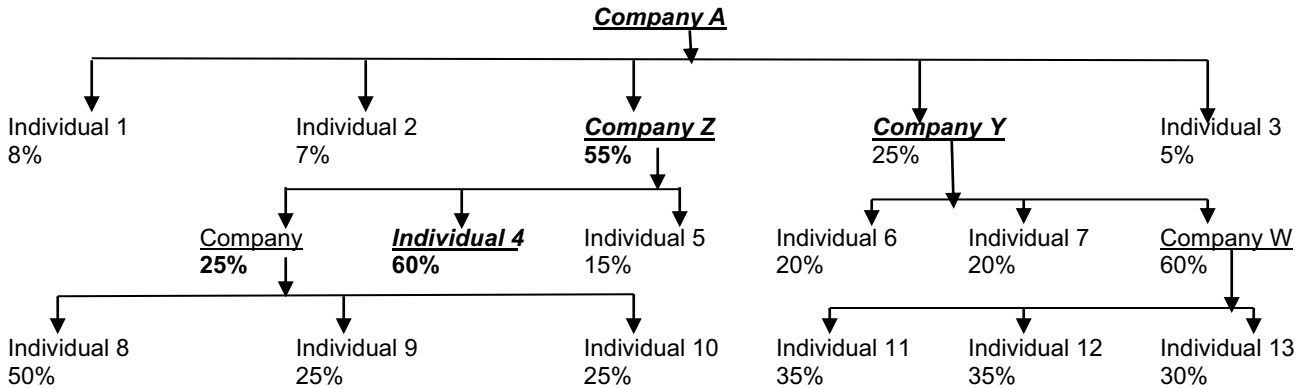 Company A
Individual 1 Individual 2 Company Z Company Y Individual 3
8% 7% 55% 25% 5%
Company Individual 4 Individual 5 Individual 6 Individual 7 Company W
25% 60% 15% 20% 20% 60%
Individual 8 Individual 9 Individual 10 Individual 11 Individual 12 Individual 13
50% 25% 25% 35% 35% 30%